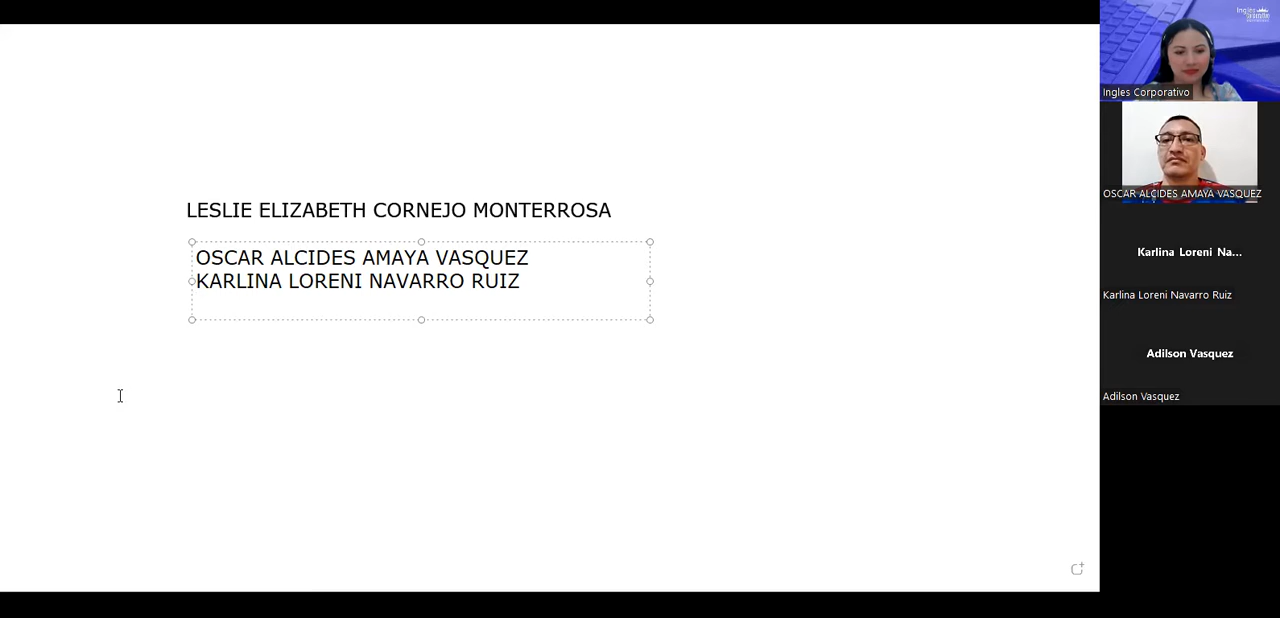 LESLIE ELIZABETH CORNEJO MONTERROSA
OSCAR ALCIDES AMAYA VASQUEZ
KARLINA LORENI NAVARRO RUIZ
Ingles
Ingles Corporativo
OSCAR ALCIDES AMAYA VASQUEZ
Karlina Loreni Na...
Karlina Loreni Navarro Ruiz
Adilson Vasquez
Adilson Vasquez